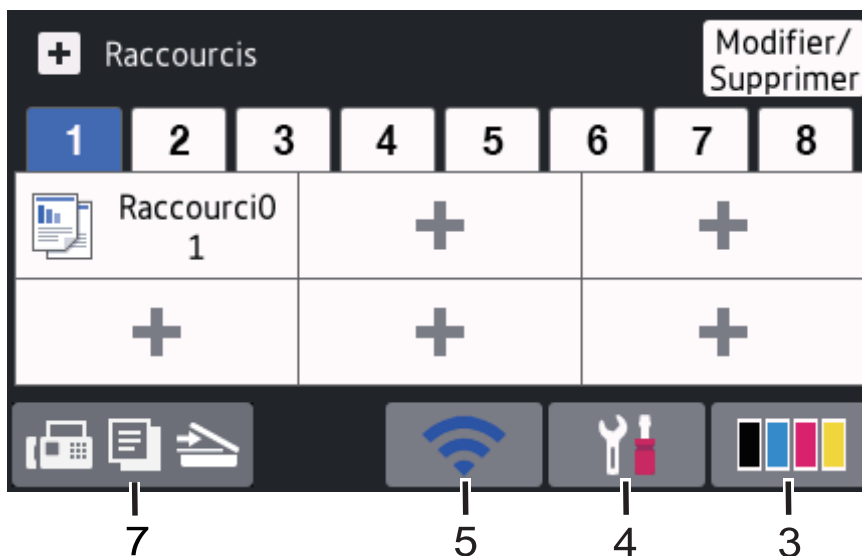 Raccourcis
Modifier/
Supprimer
1 2 3 4 5 6 7 8
Raccourci0
1
7 5 4 3